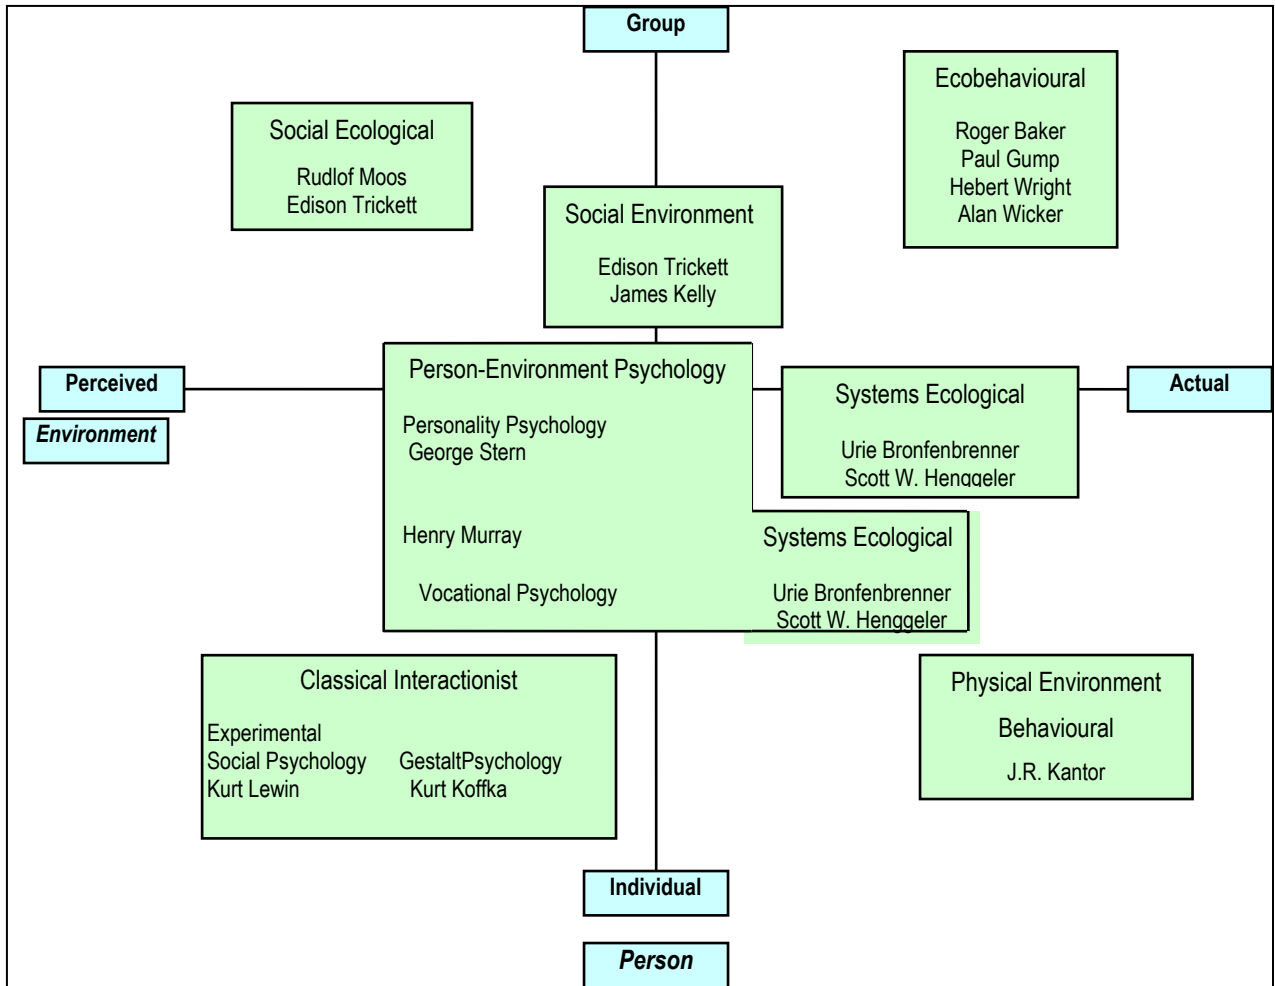 Group
Ecobehavioural
Roger Baker
Paul Gump
Hebert Wright
Alan Wicker
Social Ecological
Rudlof Moos
Edison Trickett
Social Environment
Edison Trickett
James Kelly
Perceived
Environment
Person-Environment Psychology
Personality Psychology
George Stern
Henry Murray
Vocational Psychology
Systems Ecological
Urie Bronfenbrenner
Scott W. Henggeler
Actual
Systems Ecological
Urie Bronfenbrenner
Scott W. Henggeler
Classical Interactionist
Experimental
Social Psychology GestaltPsychology
Kurt Lewin Kurt Koffka
Physical Environment
Behavioural
J.R. Kantor
Individual
Person